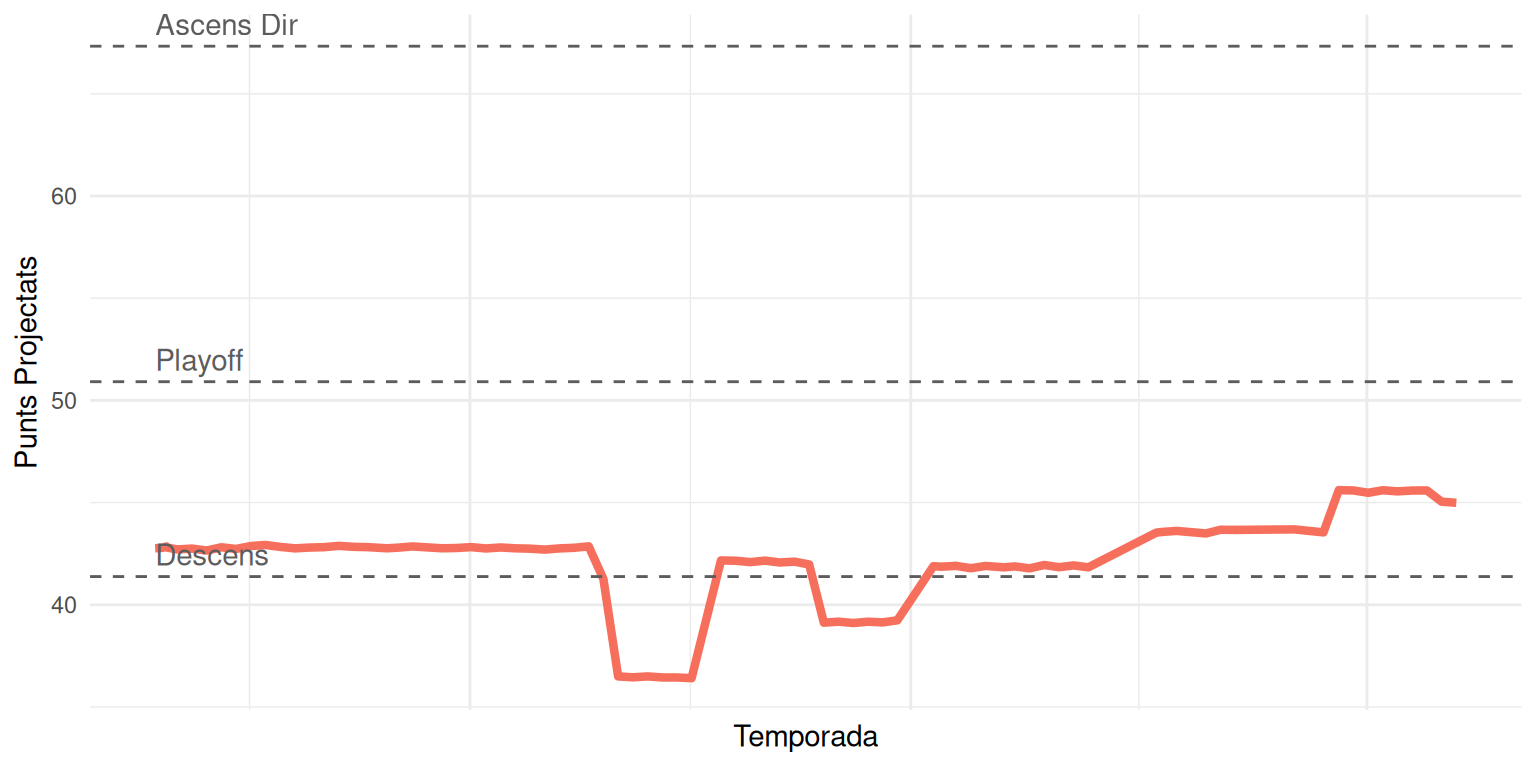 Ascens Dir
60
Playoff
50
Descens
40
Punts Projectats
Temporada